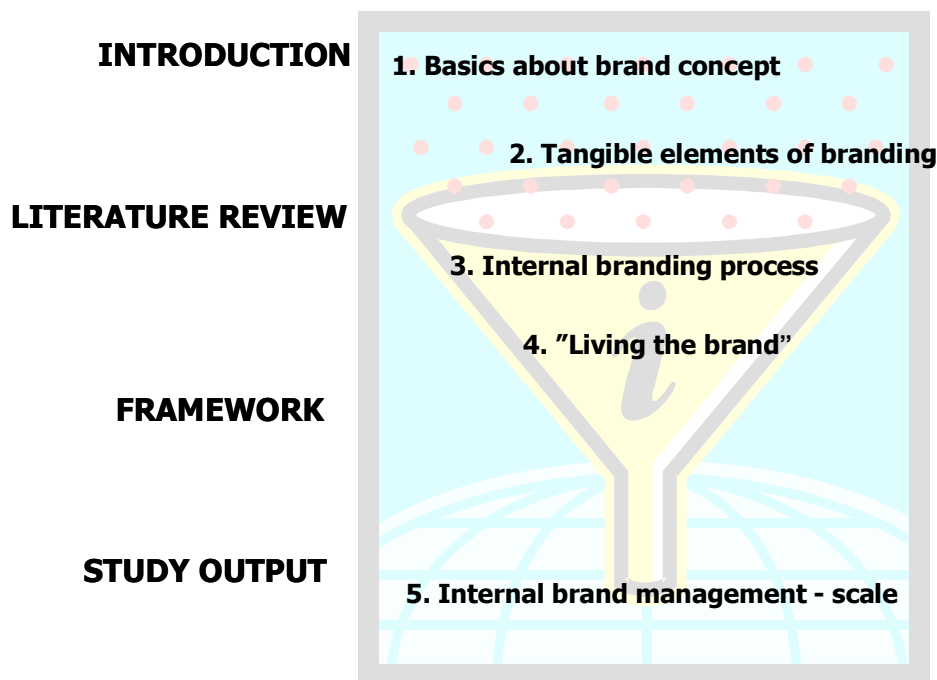 INTRODUCTION
1. Basics about brand concept
2. Tangible elements of branding
LITERATURE REVIEW
3. Internal branding process
4. ”Living the brand”
FRAMEWORK
STUDY OUTPUT
5. Internal brand management - scale
i